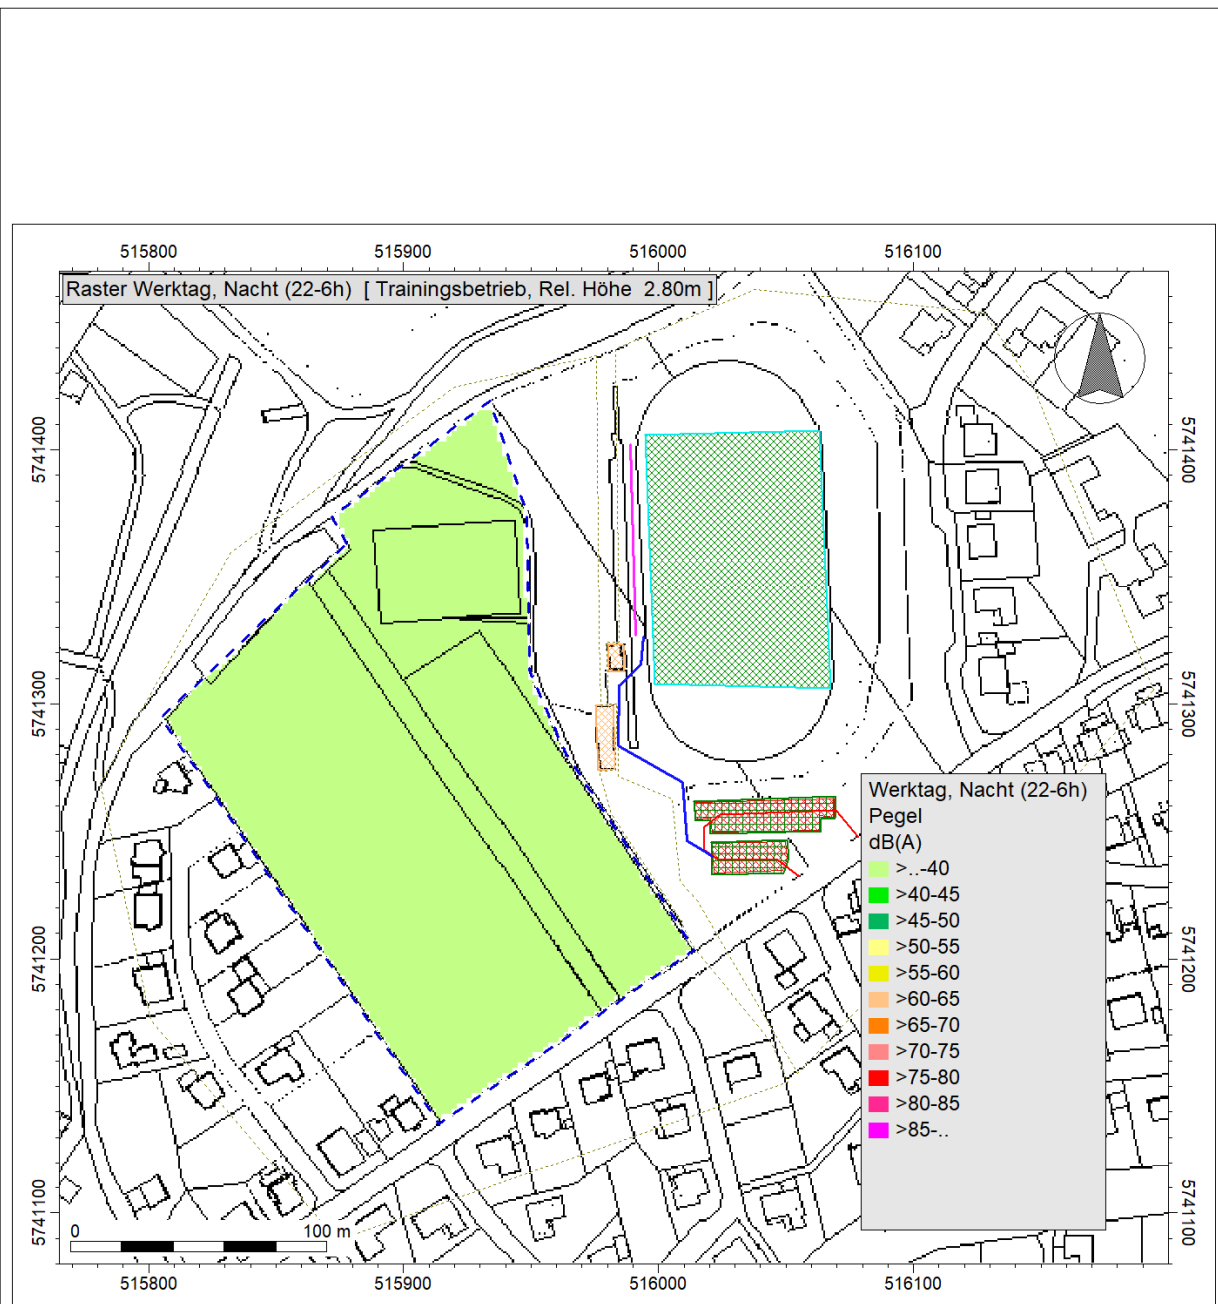 515800 515900 516000 516100
Raster Werktag, Nacht (22-6h) [ Trainingsbetrieb, Rel. Höhe 2.80m ]
5741400 5741400
5741300 5741300
Werktag, Nacht (22-6h)
Pegel
dB(A)
>..-40
>40-45
>45-50
>50-55
>55-60
>60-65
>65-70
>70-75
>75-80
>80-85
>85-..
5741200 5741200
5741100 5741100
0 100 m
515800 515900 516000 516100